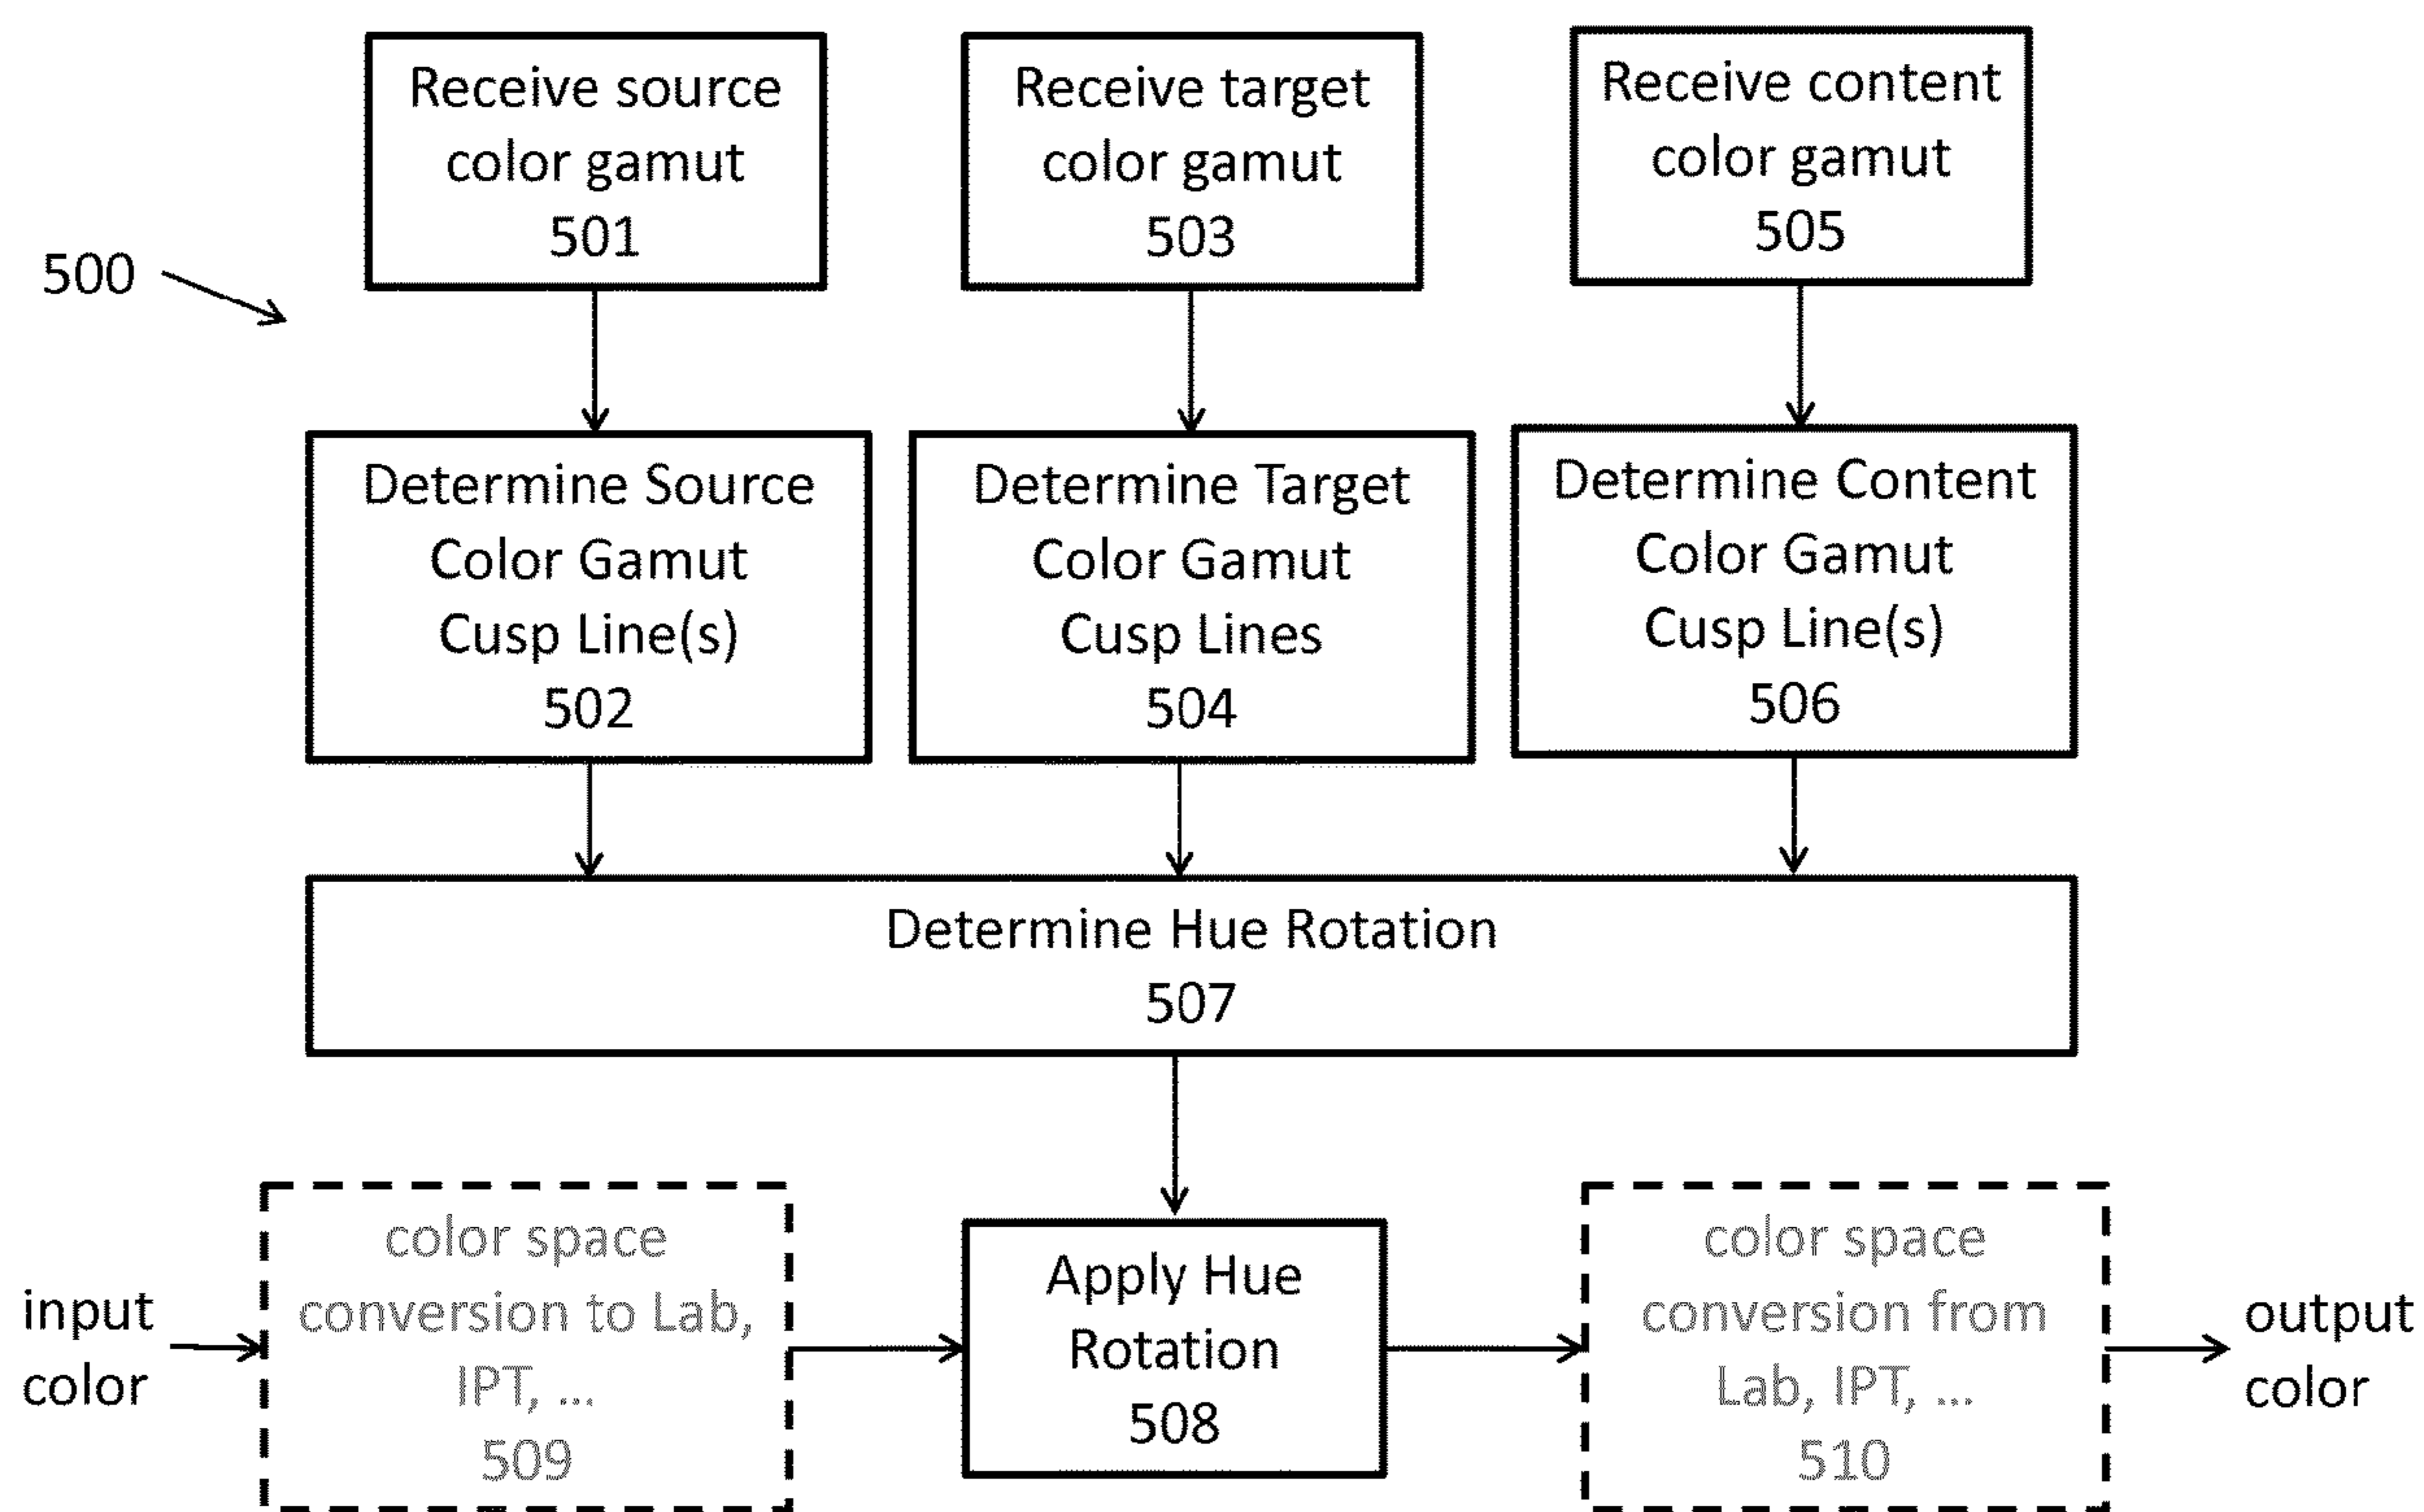 Receive source
color gamut
501
Receive target
color gamut
503
Receive content
color gamut
505
500
Determine Source
Color Gamut
Cusp Line(s)
502
Determine Target
Color Gamut
Cusp Lines
504
Determine Content
Color Gamut
Cusp Line(s)
506
Determine Hue Rotation
507
input
color
color space
conversion to Lab,
IPT, ...
509
Apply Hue
Rotation
508
color space
conversion from
Lab, IPT, ...
510
output
color